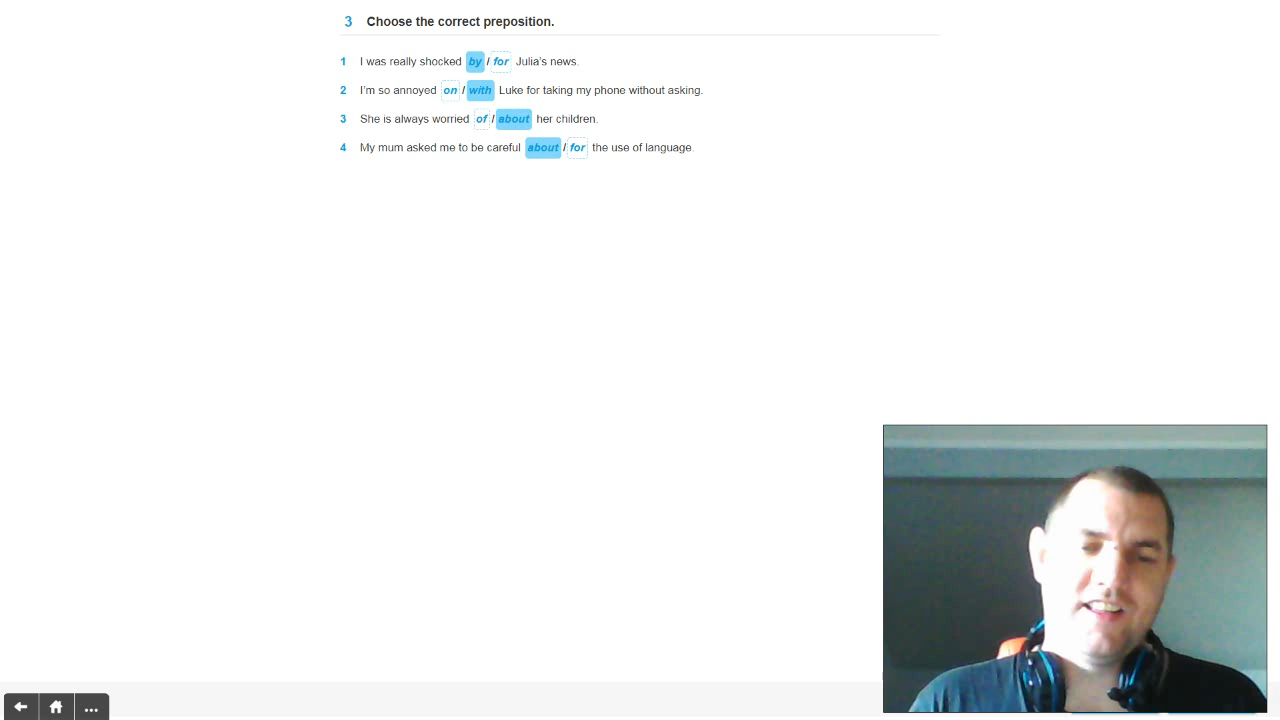 3 Choose the correct preposition.
1 I was really shocked by / for Julia's news.
2 I'm so annoyed on / with Luke for taking my phone without asking.
3 She is always worried of / about her children.
4 My mum asked me to be careful about / for the use of language.